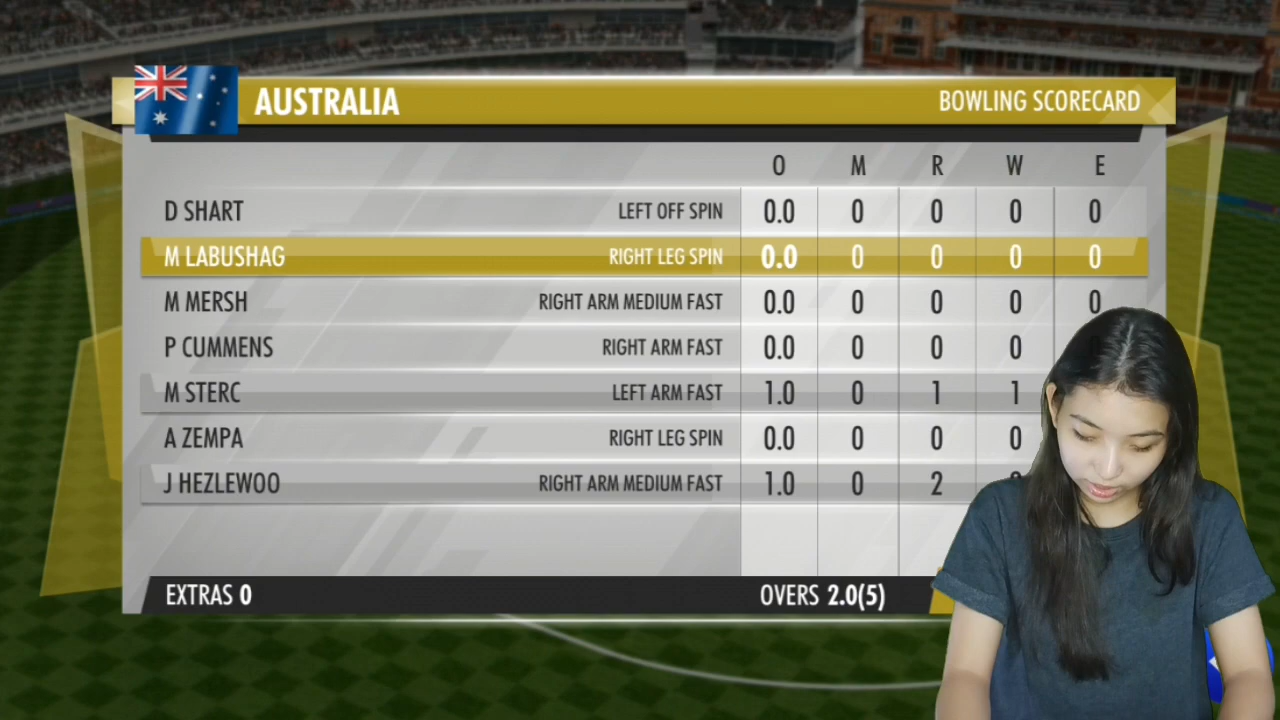 AUSTRALIA BOWLING SCORECARD
O M R W E
D SHART LEFT OFF SPIN 0.0 0 0 0 0
M LABUSHAG RIGHT LEG SPIN 0.0 0 0 0 0
M MERSH RIGHT ARM MEDIUM FAST 0.0 0 0 0 0
P CUMMENS RIGHT ARM FAST 0.0 0 0 0
M STERC LEFT ARM FAST 1.0 0 1 1
A ZEMPA RIGHT LEG SPIN 0.0 0 0 0
J HEZLEWOO RIGHT ARM MEDIUM FAST 1.0 0 2
EXTRAS 0 OVERS 2.0(5)